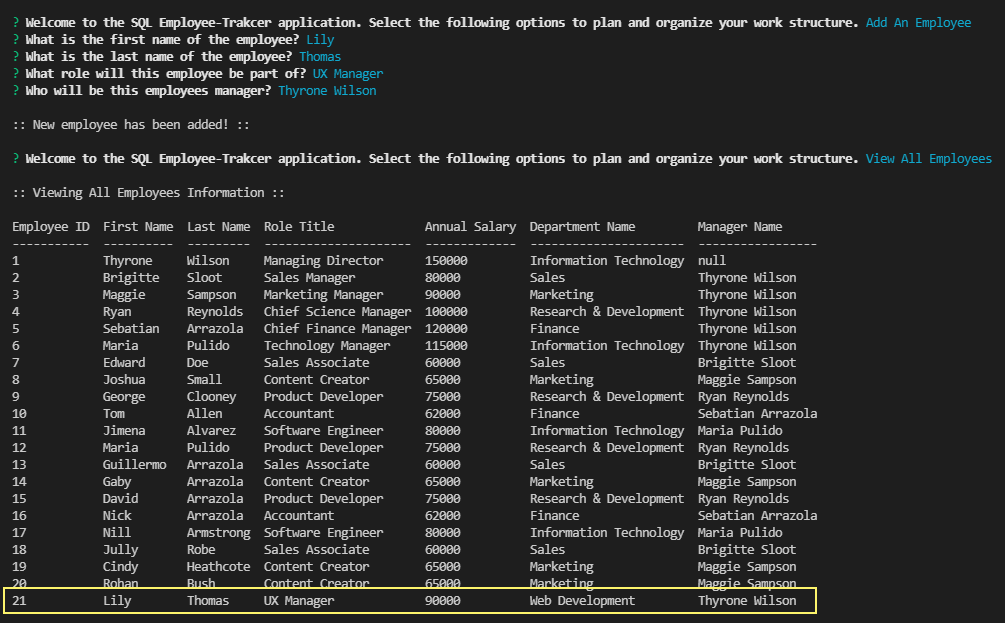 ? Welcome to the SQL Employee-Trakcer application. Select the following options to plan and organize your work structure. Add An Employee
? What is the first name of the employee? Lily
? What is the last name of the employee? Thomas
? What role will this employee be part of? UX Manager
? Who will be this employees manager? Thyrone Wilson
:: New employee has been added! ::
? Welcome to the SQL Employee-Trakcer application. Select the following options to plan and organize your work structure. View All Employees
:: Viewing All Employees Information ::
Employee ID  First Name  Last Name  Role Title             Annual Salary  Department Name         Manager Name
-----------  ----------  ---------  ---------------------  -------------  ----------------------  -----------------
1            Thyrone     Wilson     Managing Director      150000         Information Technology  null
2            Brigitte    Sloot      Sales Manager          80000          Sales                   Thyrone Wilson
3            Maggie      Sampson    Marketing Manager      90000          Marketing               Thyrone Wilson
4            Ryan        Reynolds   Chief Science Manager  100000         Research & Development  Thyrone Wilson
5            Sebatian    Arrazola   Chief Finance Manager  120000         Finance                 Thyrone Wilson
6            Maria       Pulido     Technology Manager     115000         Information Technology  Thyrone Wilson
7            Edward      Doe        Sales Associate        60000          Sales                   Brigitte Sloot
8            Joshua      Small      Content Creator        65000          Marketing               Maggie Sampson
9            George      Clooney    Product Developer      75000          Research & Development  Ryan Reynolds
10           Tom         Allen      Accountant             62000          Finance                 Sebatian Arrazola
11           Jimena      Alvarez    Software Engineer      80000          Information Technology  Maria Pulido
12           Maria       Pulido     Product Developer      75000          Research & Development  Ryan Reynolds
13           Guillermo   Arrazola   Sales Associate        60000          Sales                   Brigitte Sloot
14           Gaby        Arrazola   Content Creator        65000          Marketing               Maggie Sampson
15           David       Arrazola   Product Developer      75000          Research & Development  Ryan Reynolds
16           Nick        Arrazola   Accountant             62000          Finance                 Sebatian Arrazola
17           Nill        Armstrong  Software Engineer      80000          Information Technology  Maria Pulido
18           Jully       Robe       Sales Associate        60000          Sales                   Brigitte Sloot
19           Cindy       Heathcote  Content Creator        65000          Marketing               Maggie Sampson
20           Rohan       Bush       Content Creator        65000          Marketing               Maggie Sampson
21           Lily        Thomas     UX Manager             90000          Web Development         Thyrone Wilson